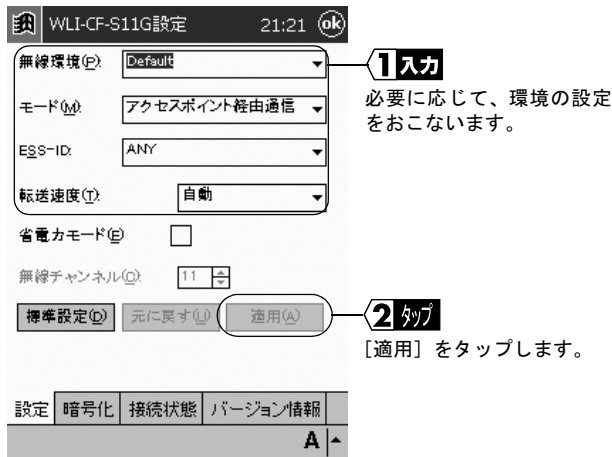 WLI-CF-S11G設定 21:21 ok
無線環境(P): Default
モード(M): アクセスポイント経由通信
ESS-ID: ANY
転送速度(T): 自動
省電力モード(E)
無線チャンネル(C): 11
標準設定(D) 元に戻す(U) 適用(A)
設定 暗号化 接続状態 バージョン情報
A
1 入力
必要に応じて、環境の設定
をおこないます。
2 タップ
［適用］をタップします。